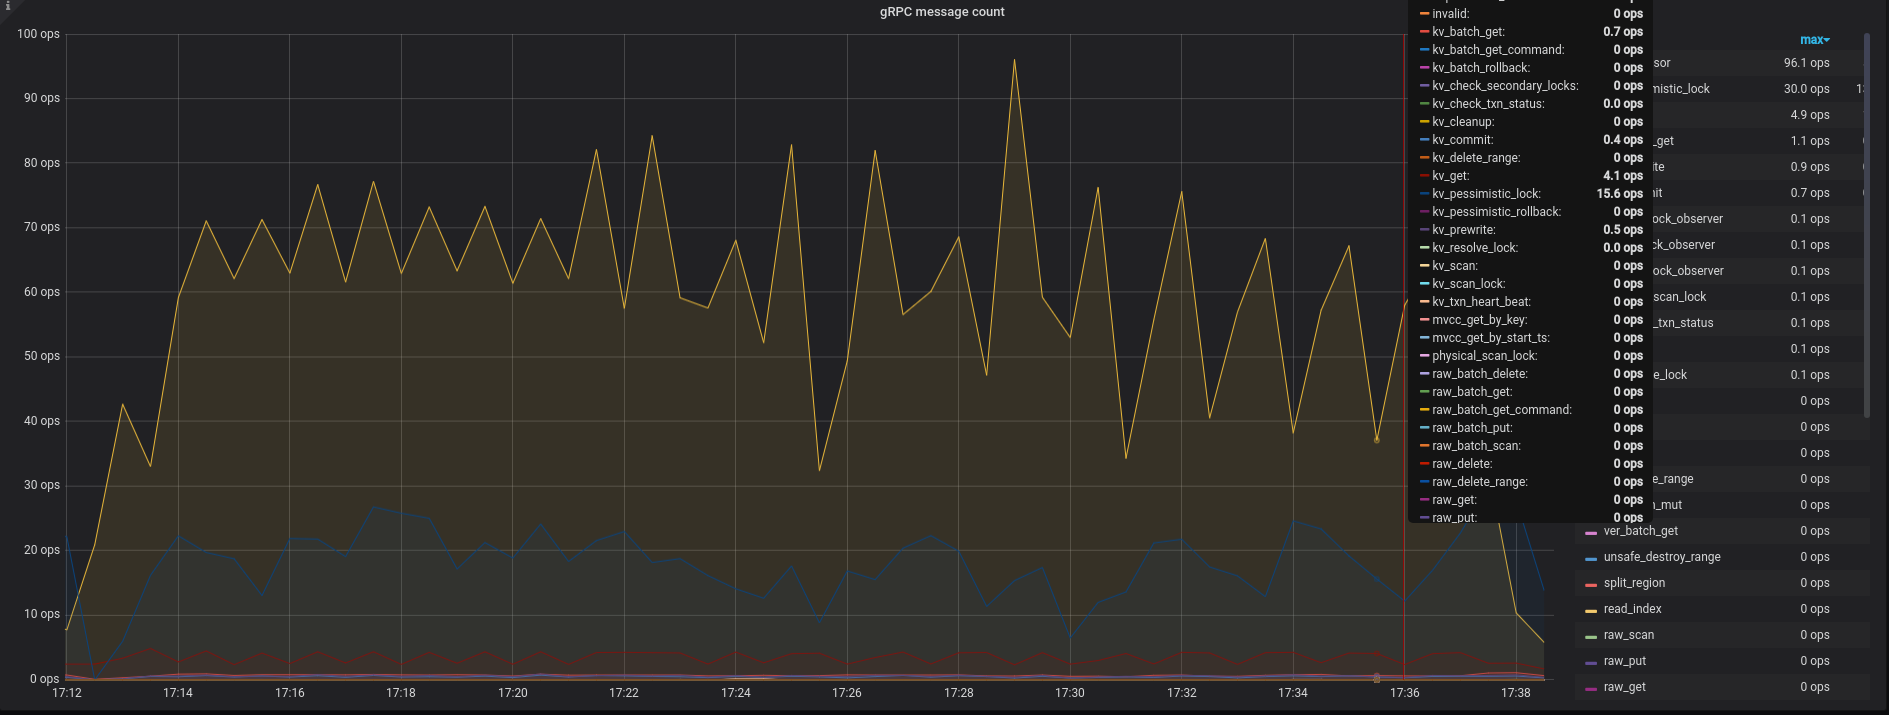 gRPC message count
100 ops
90 ops
80 ops
70 ops
60 ops
50 ops
40 ops
30 ops
20 ops
10 ops
0 ops
17:12 17:14 17:16 17:18 17:20 17:22 17:24 17:26 17:28 17:30 17:32 17:34 17:36 17:38
invalid: 0 ops
kv_batch_get: 0.7 ops
kv_batch_get_command: 0 ops
kv_batch_rollback: 0 ops
kv_check_secondary_locks: 0 ops
kv_check_txn_status: 0.0 ops
kv_cleanup: 0 ops
kv_commit: 0.4 ops
kv_delete_range: 0 ops
kv_get: 4.1 ops
kv_pessimistic_lock: 15.6 ops
kv_pessimistic_rollback: 0 ops
kv_prewrite: 0.5 ops
kv_resolve_lock: 0.0 ops
kv_scan: 0 ops
kv_scan_lock: 0 ops
kv_txn_heart_beat: 0 ops
mvcc_get_by_key: 0 ops
mvcc_get_by_start_ts: 0 ops
physical_scan_lock: 0 ops
raw_batch_delete: 0 ops
raw_batch_get: 0 ops
raw_batch_get_command: 0 ops
raw_batch_put: 0 ops
raw_batch_scan: 0 ops
raw_delete: 0 ops
raw_delete_range: 0 ops
raw_get: 0 ops
raw_put: 0 ops
max
sor 96.1 ops
mistic_lock 30.0 ops
4.9 ops
_get 1.1 ops
ite 0.9 ops
nit 0.7 ops
ock_observer 0.1 ops
ck_observer 0.1 ops
ock_observer 0.1 ops
scan_lock 0.1 ops
_txn_status 0.1 ops
0.1 ops
e_lock 0.1 ops
0 ops
0 ops
0 ops
e_range 0 ops
n_mut 0 ops
ver_batch_get 0 ops
unsafe_destroy_range 0 ops
split_region 0 ops
read_index 0 ops
raw_scan 0 ops
raw_put 0 ops
raw_get 0 ops